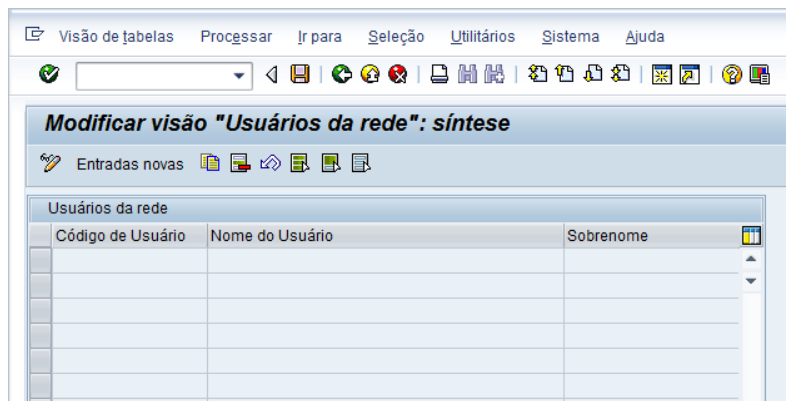 Visão de tabelas Processar Ir para Seleção Utilitários Sistema Ajuda
Modificar visão "Usuários da rede": síntese
Entradas novas
Usuários da rede
Código de Usuário Nome do Usuário Sobrenome